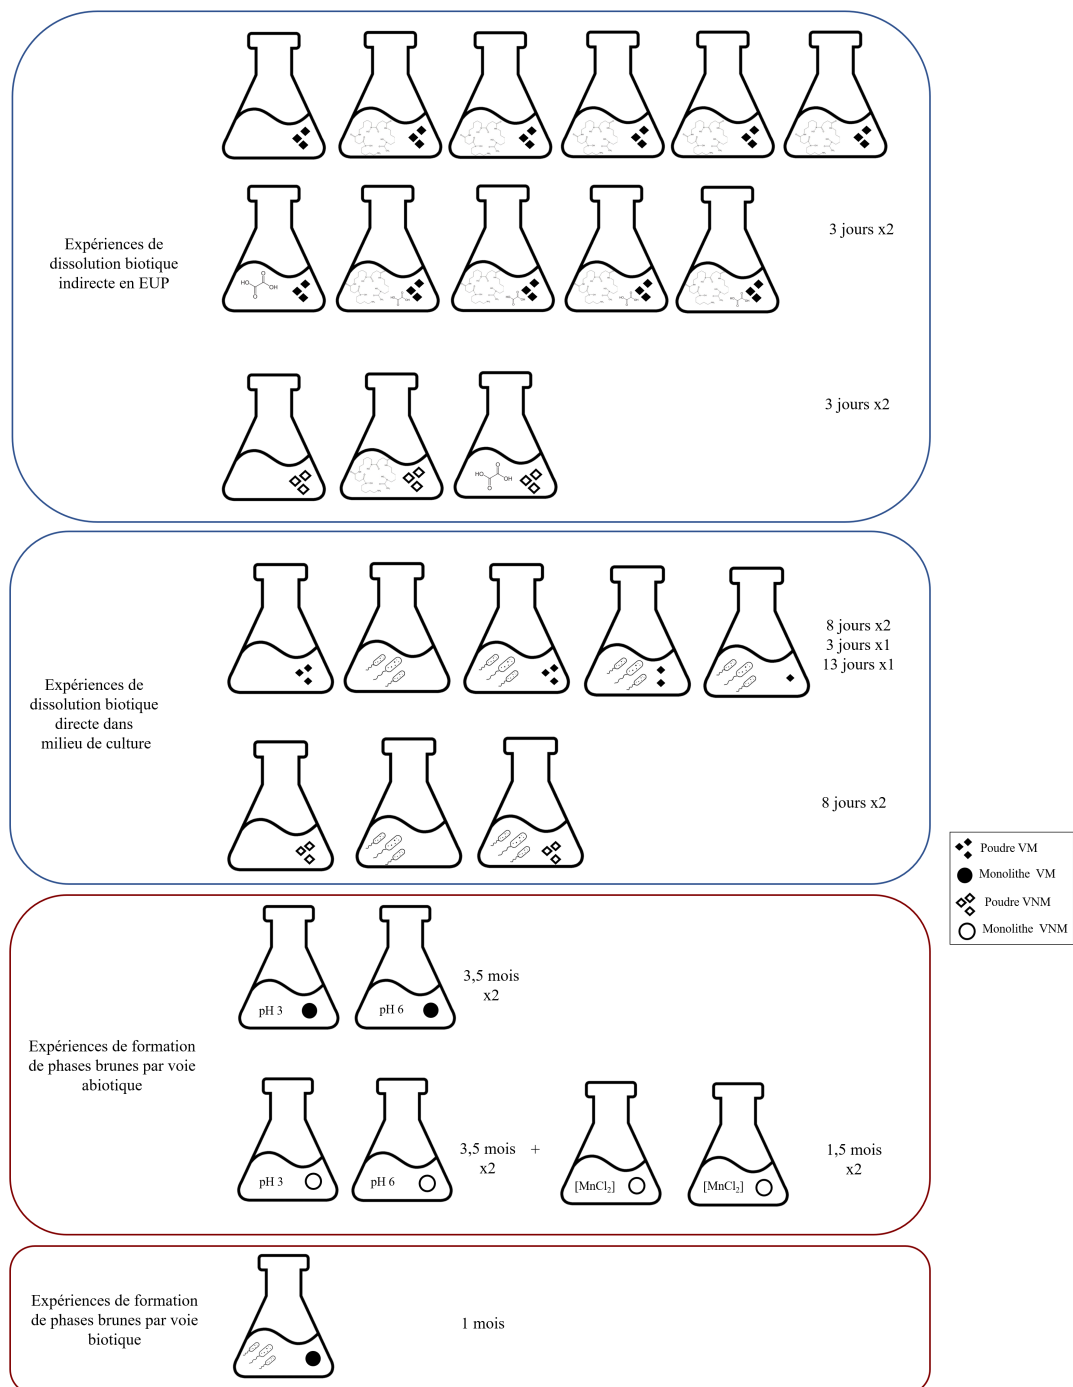 3 jours x2
Expériences de
dissolution biotique
indirecte en EUP
HO
O
O
OH
3 jours x2
HO
O
O
OH
8 jours x2
3 jours x1
13 jours x1
Expériences de
dissolution biotique
directe dans
milieu de culture
8 jours x2
Poudre VM
Monolithe VM
Poudre VNM
Monolithe VNM
3,5 mois
x2
pH 3
pH 6
Expériences de formation
de phases brunes par voie
abiotique
3,5 mois +
x2
1,5 mois
x2
pH 3
pH 6
[MnCl₂]
[MnCl₂]
Expériences de formation
de phases brunes par voie
biotique
1 mois